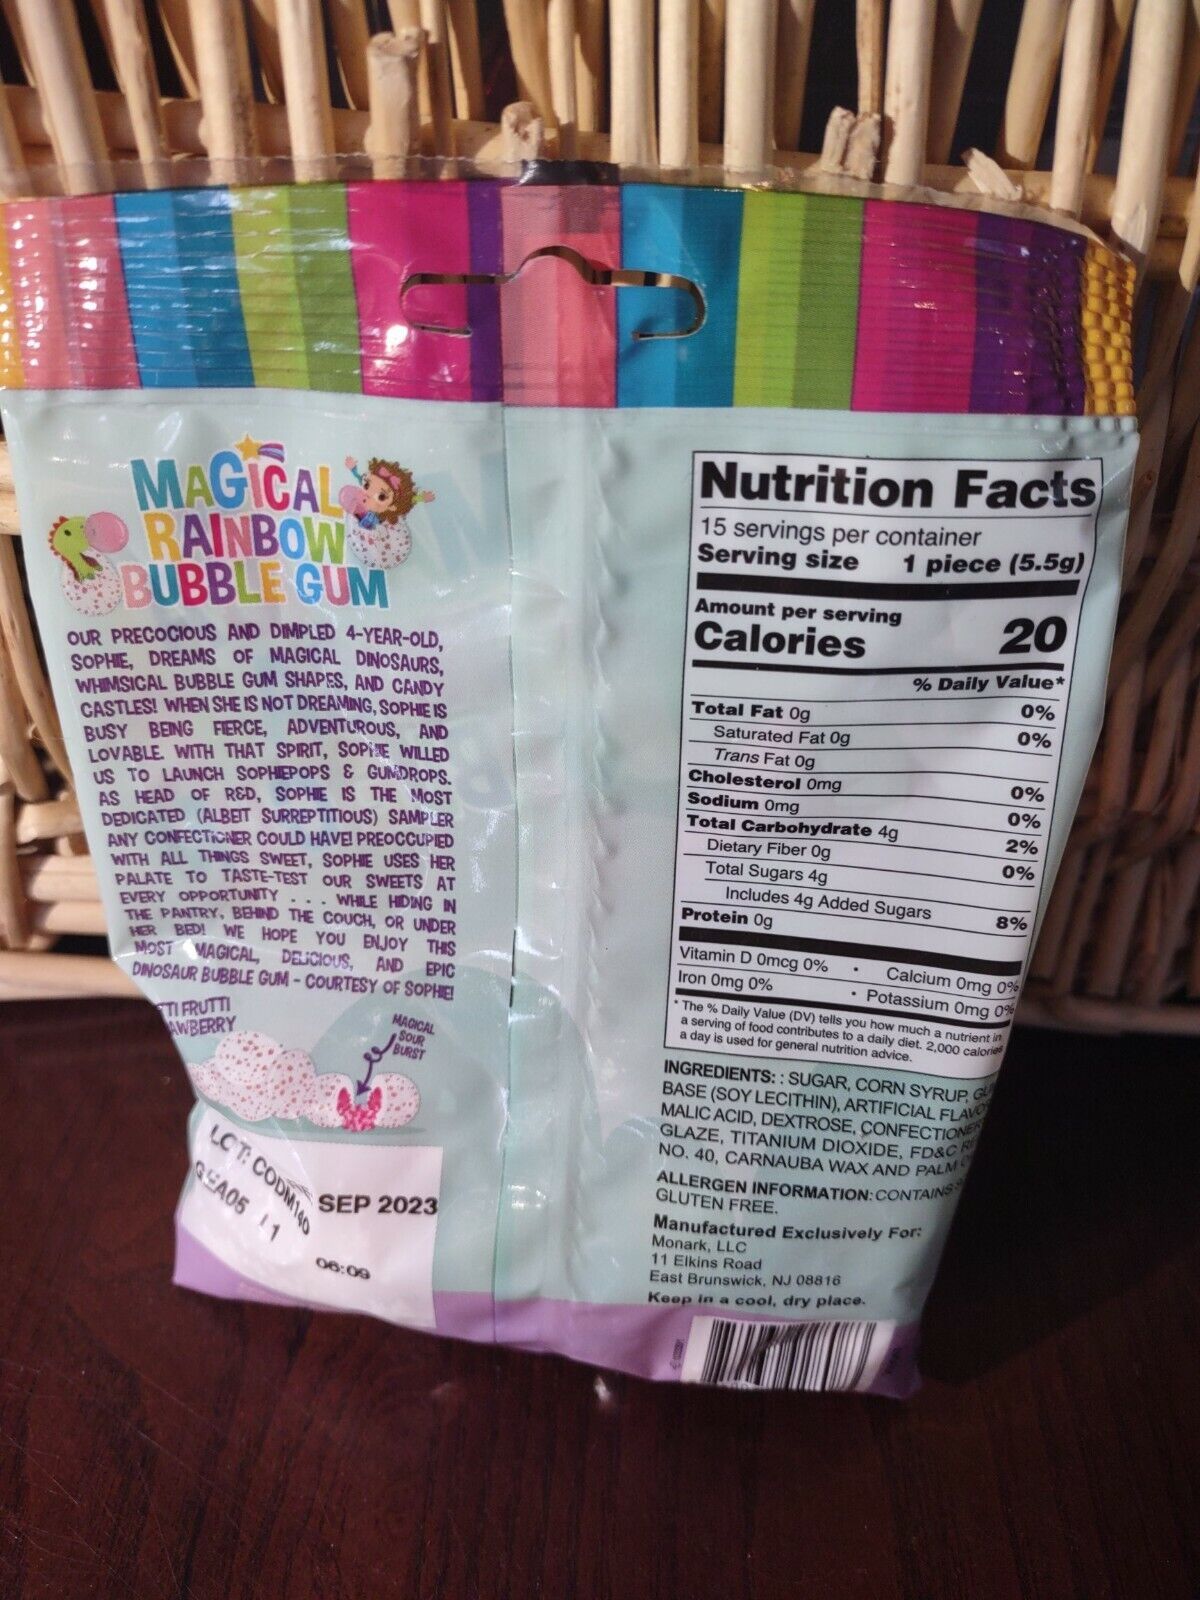 MAGICAL
RAINBOW
BUBBLE GUM
OUR PRECOCIOUS AND DIMPLED 4-YEAR-OLD,
SOPHIE, DREAMS OF MAGICAL DINOSAURS,
WHIMSICAL BUBBLE GUM SHAPES, AND CANDY
CASTLES! WHEN SHE IS NOT DREAMING, SOPHIE IS
BUSY BEING FIERCE, ADVENTUROUS, AND
LOVABLE. WITH THAT SPIRIT, SOPHIE WILLED
US TO LAUNCH SOPHIEPOPS & GUMDROPS.
AS HEAD OF R&D, SOPHIE IS THE MOST
DEDICATED (ALBEIT SURREPTITIOUS) SAMPLER
ANY CONFECTIONER COULD HAVE! PREOCCUPIED
WITH ALL THINGS SWEET, SOPHIE USES HER
PALATE TO TASTE-TEST OUR SWEETS AT
EVERY OPPORTUNITY . . . WHILE HIDING IN
THE PANTRY, BEHIND THE COUCH, OR UNDER
HER BED! WE HOPE YOU ENJOY THIS
MOST MAGICAL, DELICIOUS, AND EPIC
DINOSAUR BUBBLE GUM - COURTESY OF SOPHIE!
TI FRUTTI
AWBERRY
MAGICAL
SOUR
BURST
LOT: CODM140
SEP 2023
06:09
Nutrition Facts
15 servings per container
Serving size 1 piece (5.5g)
Amount per serving
Calories 20
% Daily Value*
Total Fat 0g 0%
Saturated Fat 0g 0%
Trans Fat 0g
Cholesterol 0mg 0%
Sodium 0mg 0%
Total Carbohydrate 4g 2%
Dietary Fiber 0g 0%
Total Sugars 4g
Includes 4g Added Sugars 8%
Protein 0g
Vitamin D 0mcg 0% • Calcium 0mg 0%
Iron 0mg 0% • Potassium 0mg 0%
* The % Daily Value (DV) tells you how much a nutrient in
a serving of food contributes to a daily diet. 2,000 calories
a day is used for general nutrition advice.
INGREDIENTS: : SUGAR, CORN SYRUP,
BASE (SOY LECITHIN), ARTIFICIAL
MALIC ACID, DEXTROSE,
GLAZE, TITANIUM DIOXIDE, FD&C
NO. 40, CARNAUBA WAX AND PALM
ALLERGEN INFORMATION: CONTAINS
GLUTEN FREE.
Manufactured Exclusively For:
Monark, LLC
11 Elkins Road
East Brunswick, NJ 08816
Keep in a cool, dry place.